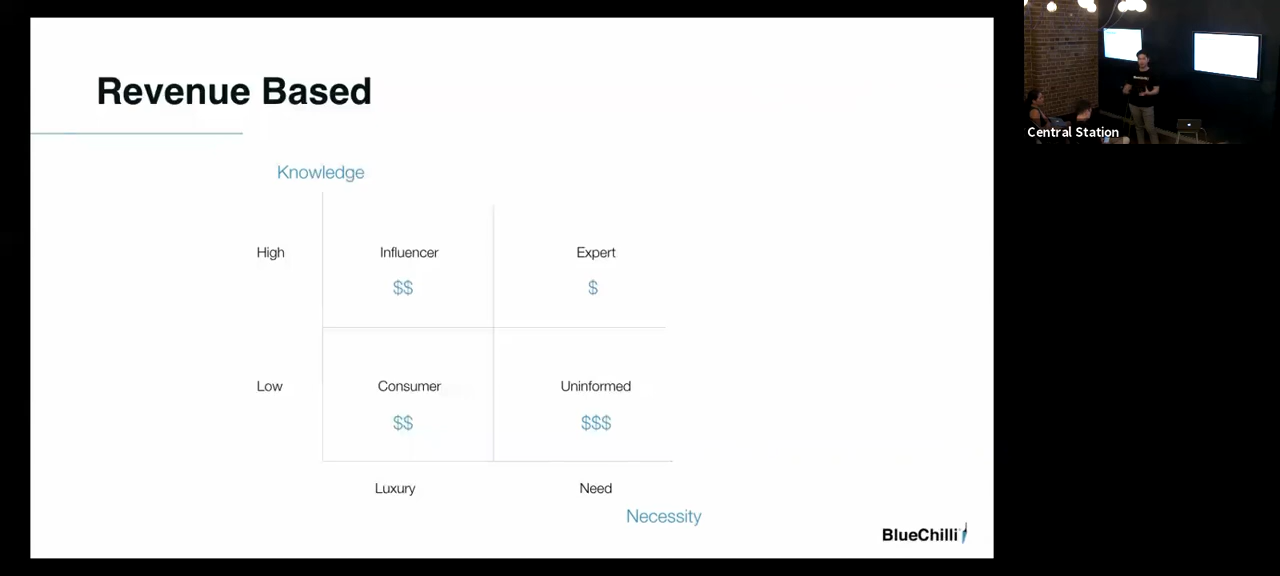 Revenue Based
Knowledge
High
Influencer
Expert
$$
$
Low
Consumer
Uninformed
$$
$$$
Luxury
Need
Necessity
BlueChilli
Central Station